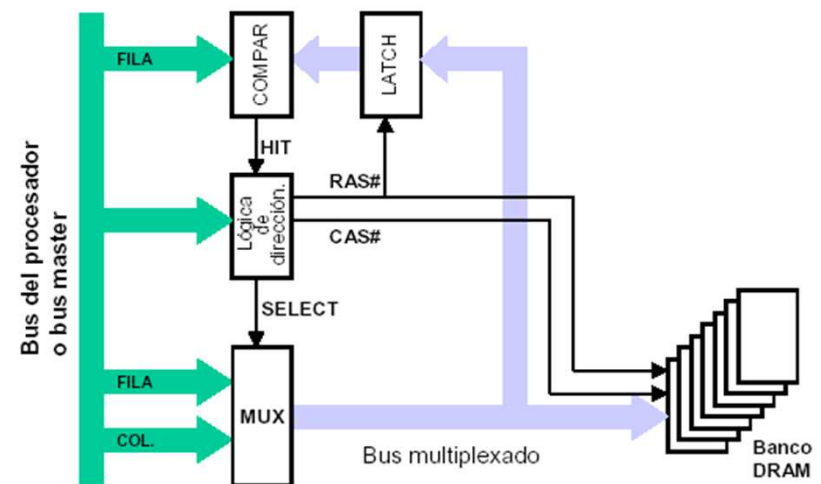 Bus del procesador
o bus master
FILA
COMPAR
LATCH
HIT
Lógica
de
dirección.
RAS#
CAS#
SELECT
FILA
COL.
MUX
Bus multiplexado
Banco
DRAM